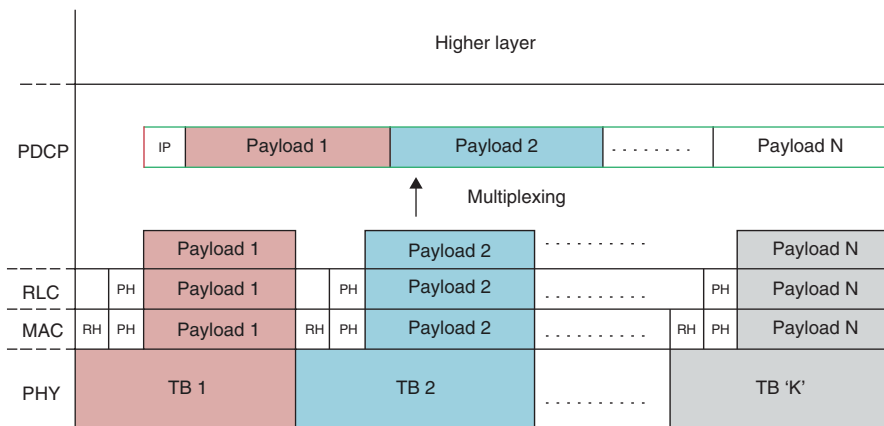 Higher layer
PDCP
IP Payload 1 Payload 2 . . . . . . . . Payload N
Multiplexing
Payload 1 Payload 2 . . . . . . . . . . Payload N
RLC PH Payload 1 PH Payload 2 . . . . . . . . . . PH Payload N
MAC RH PH Payload 1 RH PH Payload 2 . . . . . . . . . . RH PH Payload N
PHY TB 1 TB 2 . . . . . . . . . . TB ‘K’